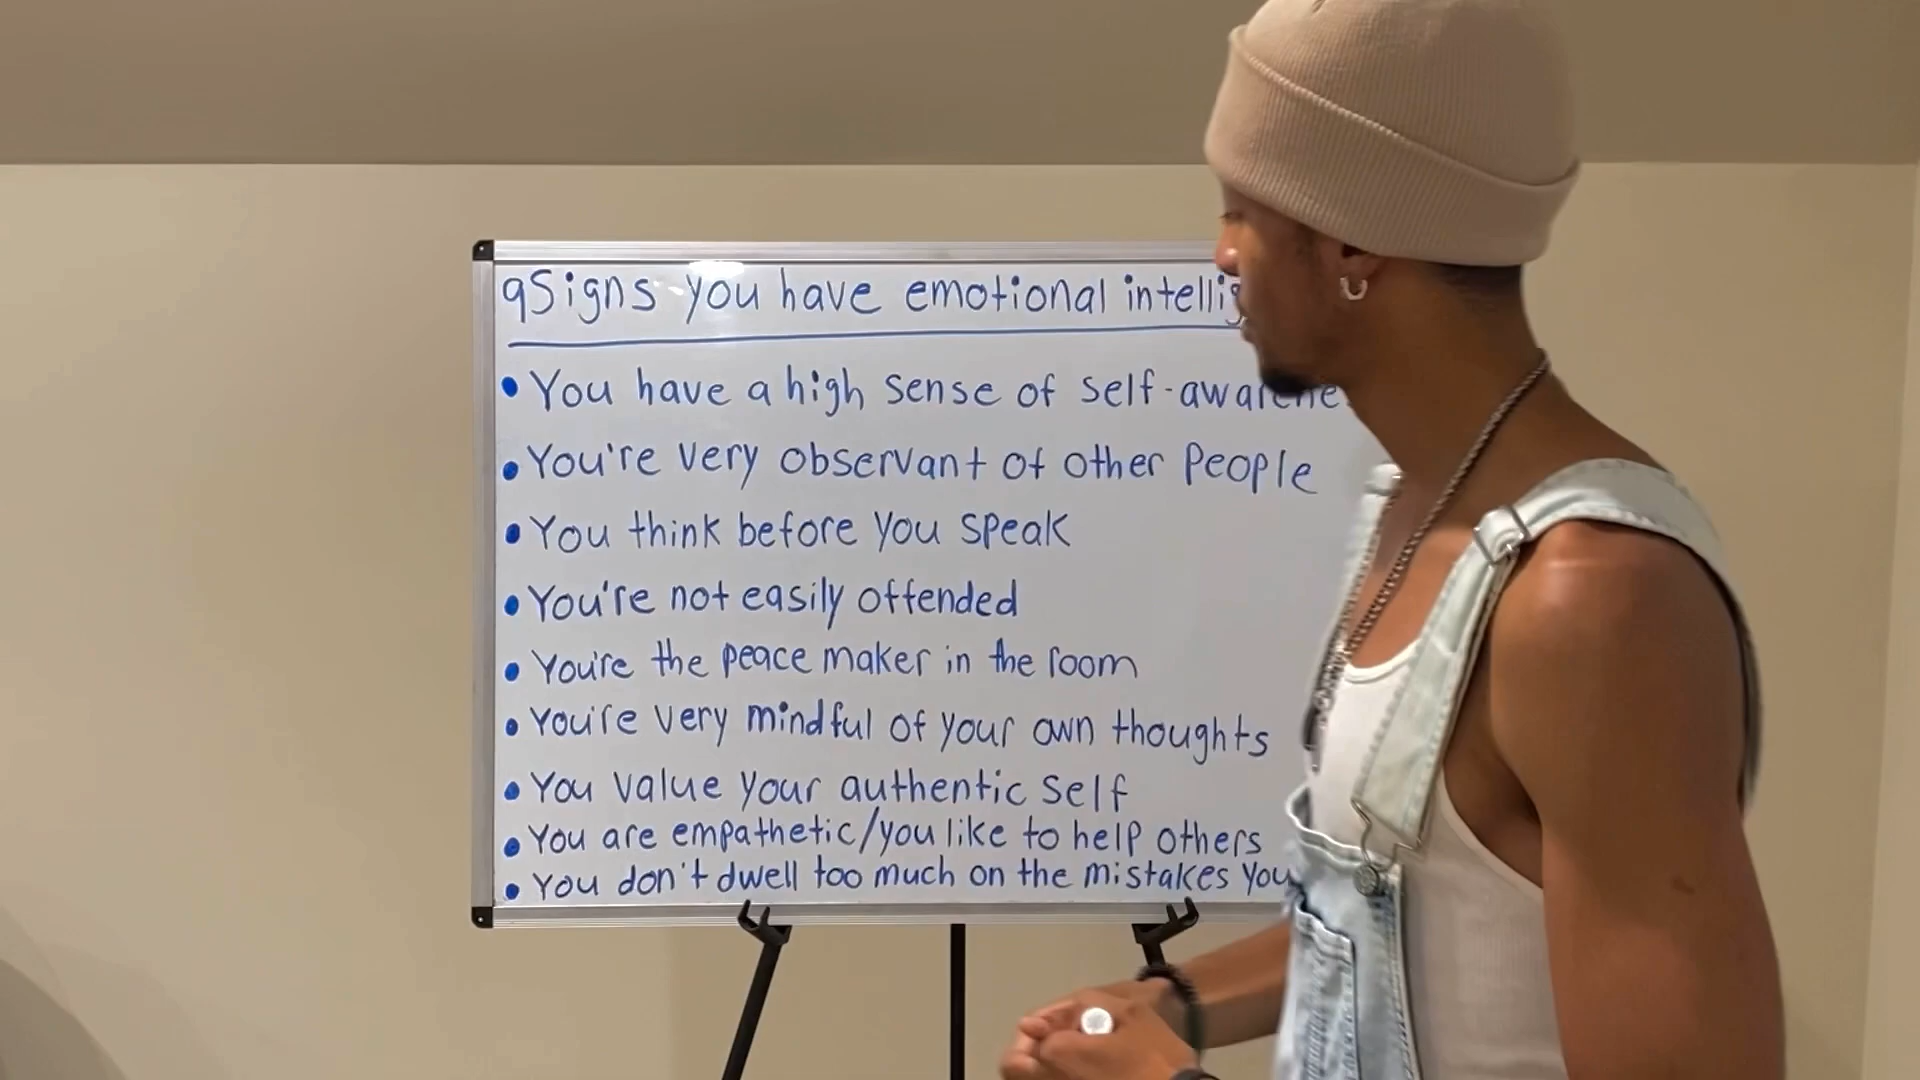 9 Signs you have emotional intellig
• You have a high sense of self-awarene
• You're very observant of other people
• You think before you speak
• You're not easily offended
• You're the peace maker in the room
• You're very mindful of your own thoughts
• You value your authentic self
• You are empathetic/you like to help others
• You don't dwell too much on the mistakes you